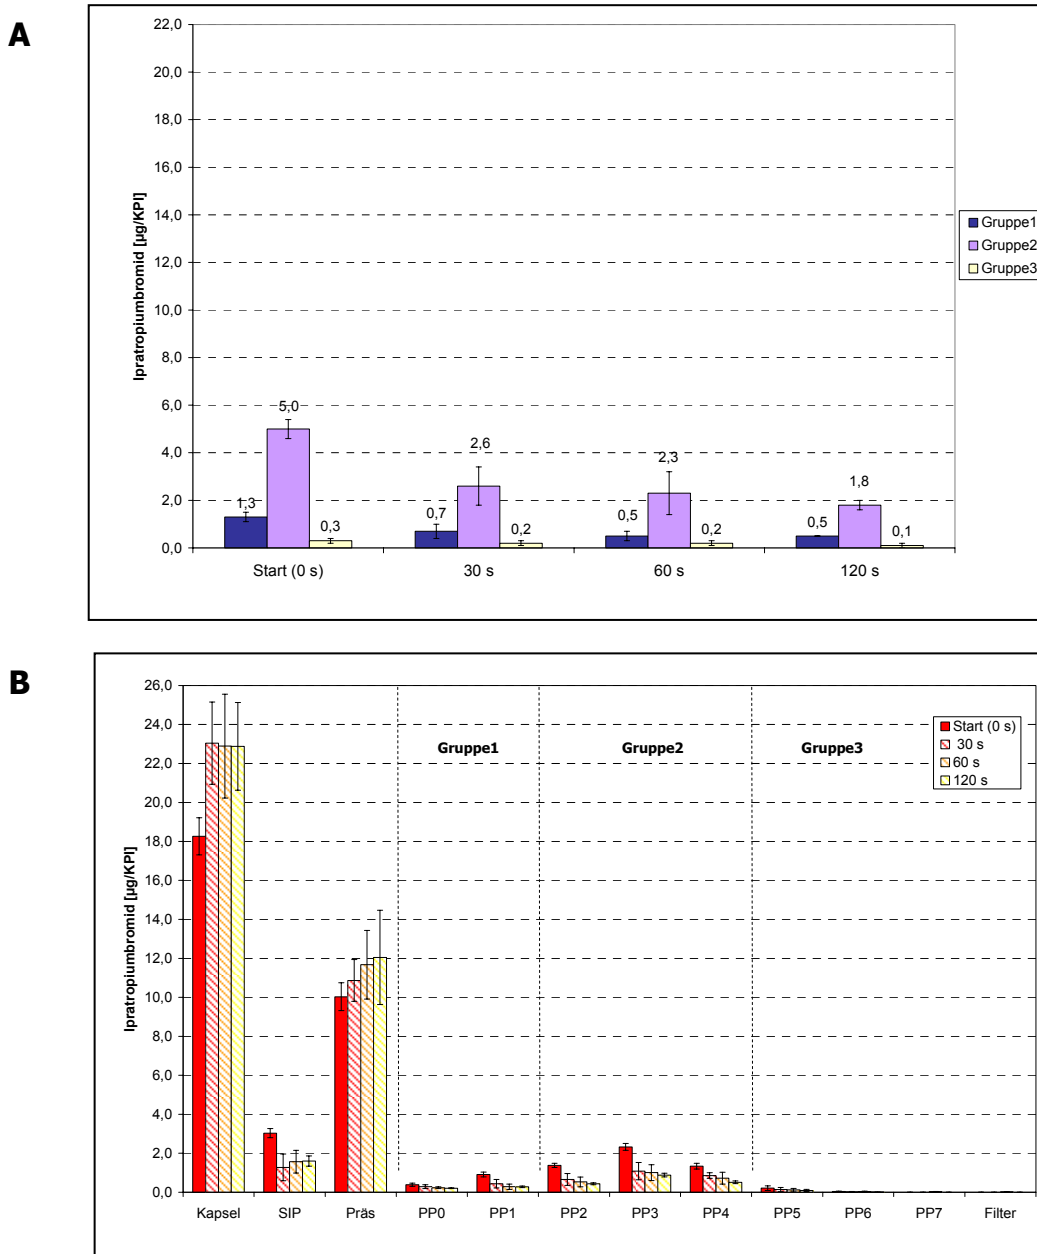 A
22,0
20,0
18,0
16,0
14,0
12,0
10,0
8,0
6,0
4,0
2,0
0,0
Ipratropiumbromid [µg/KPI]
1,3
5,0
0,3
0,7
2,6
0,2
0,5
2,3
0,2
0,5
1,8
0,1
Start (0 s) 30 s 60 s 120 s
Gruppe1
Gruppe2
Gruppe3
B
26,0
24,0
22,0
20,0
18,0
16,0
14,0
12,0
10,0
8,0
6,0
4,0
2,0
0,0
Ipratropiumbromid [µg/KPI]
Gruppe1 Gruppe2 Gruppe3
Start (0 s)
30 s
60 s
120 s
Kapsel SIP Präs PP0 PP1 PP2 PP3 PP4 PP5 PP6 PP7 Filter